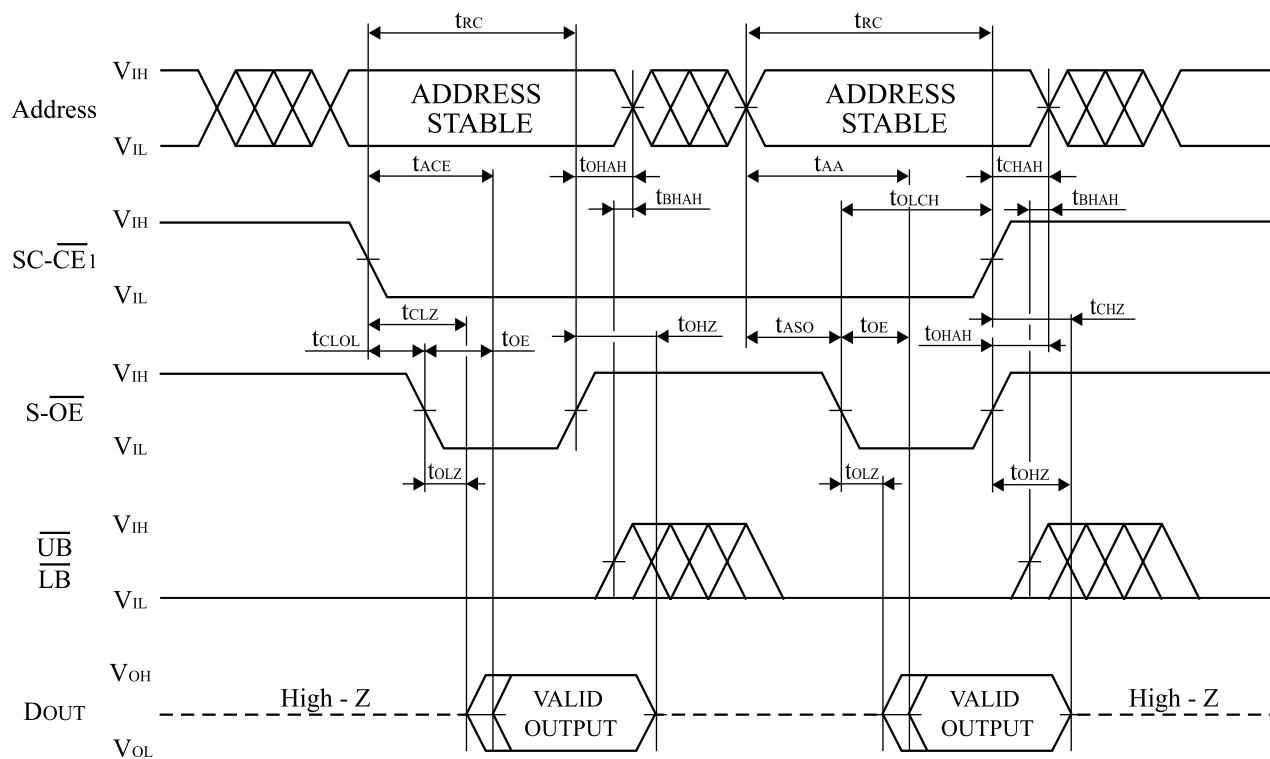 tRC tRC
VIH
Address
ADDRESS STABLE
ADDRESS STABLE
VIL
tACE tOHAH tAA tCHAH
tBHAH tOLCH tBHAH
VIH
SC-CE1
VIL
tCLZ tCHZ
tCLOL tOE tOHZ tASO tOE tOHAH
VIH
S-OE
VIL
tOLZ tOLZ tOHZ
VIH
UB
LB
VIL
VOH
DOUT
High - Z
VALID OUTPUT
VALID OUTPUT
High - Z
VOL